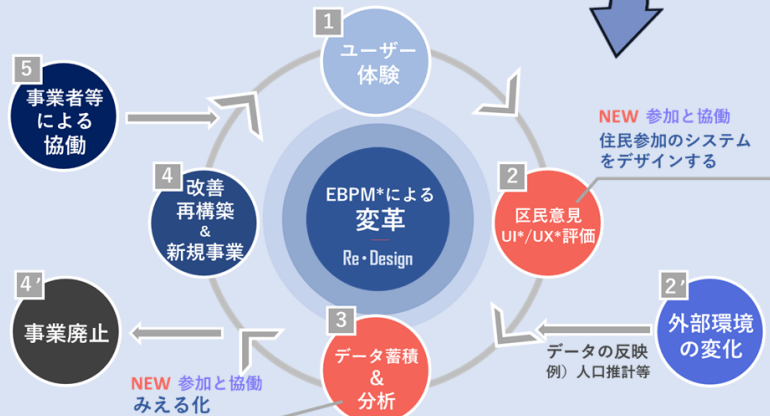 1
ユーザー
体験
5
事業者等
による
協働
NEW 参加と協働
住民参加のシステム
をデザインする
4
改善
再構築
&
新規事業
EBPM*による
変革
Re・Design
2
区民意見
UI*/UX*評価
4’
事業廃止
3
データ蓄積
&
分析
2’
外部環境
の変化
データの反映
例）人口推計等
NEW 参加と協働
みえる化